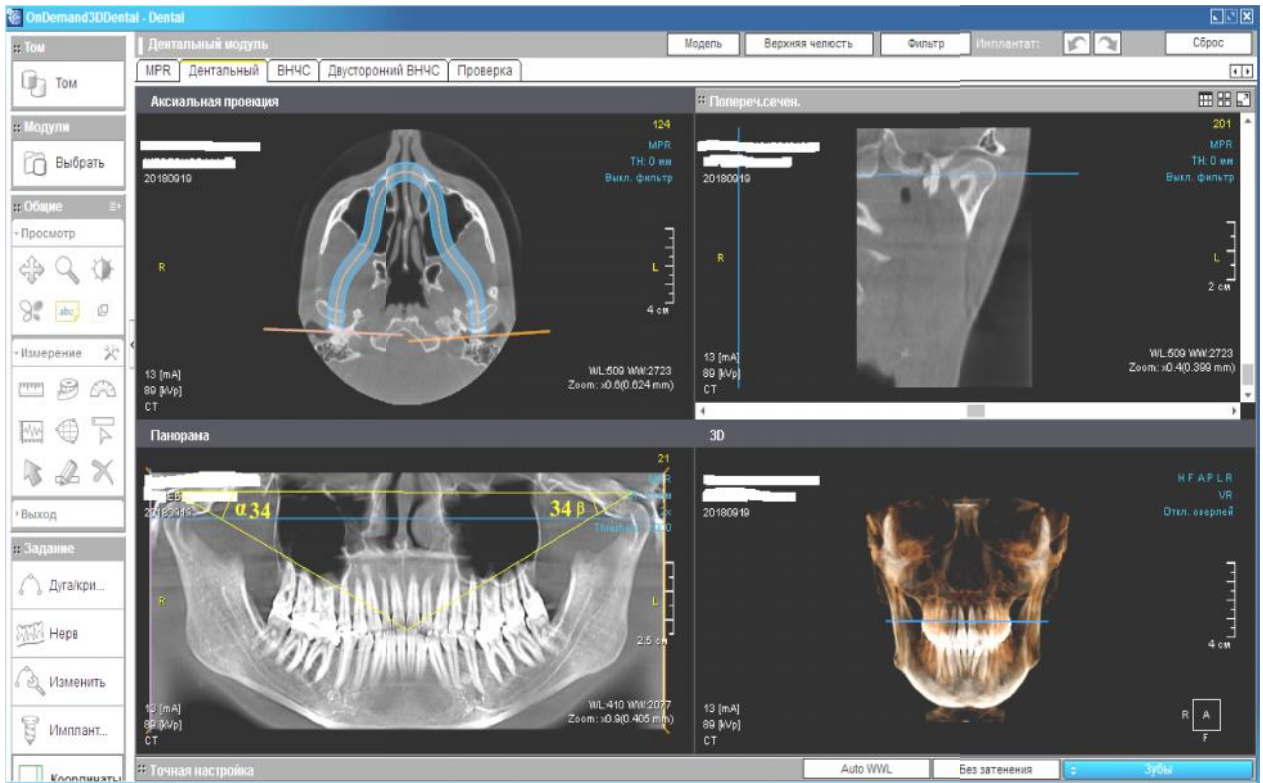 OnDemand3DDental - Dental
Том
Том
Модули
Выбрать
Общие
Просмотр
abc
Измерение
Выход
Задание
Дуга/кри...
Нерв
Изменить
Имплант...
Координаты
Дентальный модуль
Модель
Верхняя челюсть
Фильтр
Имплантат:
Сброс
MPR
Дентальный
ВНЧС
Двусторонний ВНЧС
Проверка
Аксиальная проекция
124
MPR
TH: 0 мм
Выкл. фильтр
20180919
R
L
4 см
13 [mA]
89 [kVp]
CT
WL:509 WW:2723
Zoom: x0.6(0.624 mm)
Попереч.сечен.
201
MPR
TH: 0 мм
Выкл. фильтр
20180919
R
L
2 см
13 [mA]
89 [kVp]
CT
WL:509 WW:2723
Zoom: x0.4(0.399 mm)
Панорама
21
20180919
α 34
34 β
R
L
2.5 см
13 [mA]
89 [kVp]
CT
WL:410 WW:2077
Zoom: x0.9(0.405 mm)
3D
H F A P L R
VR
Откл. оверлей
20180919
4 см
13 [mA]
89 [kVp]
CT
R A
F
Точная настройка
Auto WWL
Без затенения
Зубы